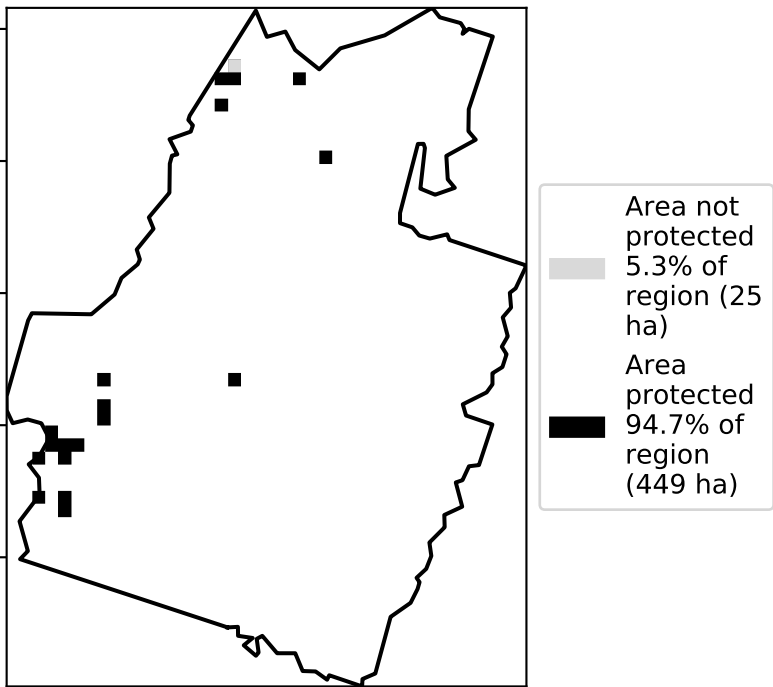 Area not
protected
5.3% of
region (25
ha)
Area
protected
94.7% of
region
(449 ha)